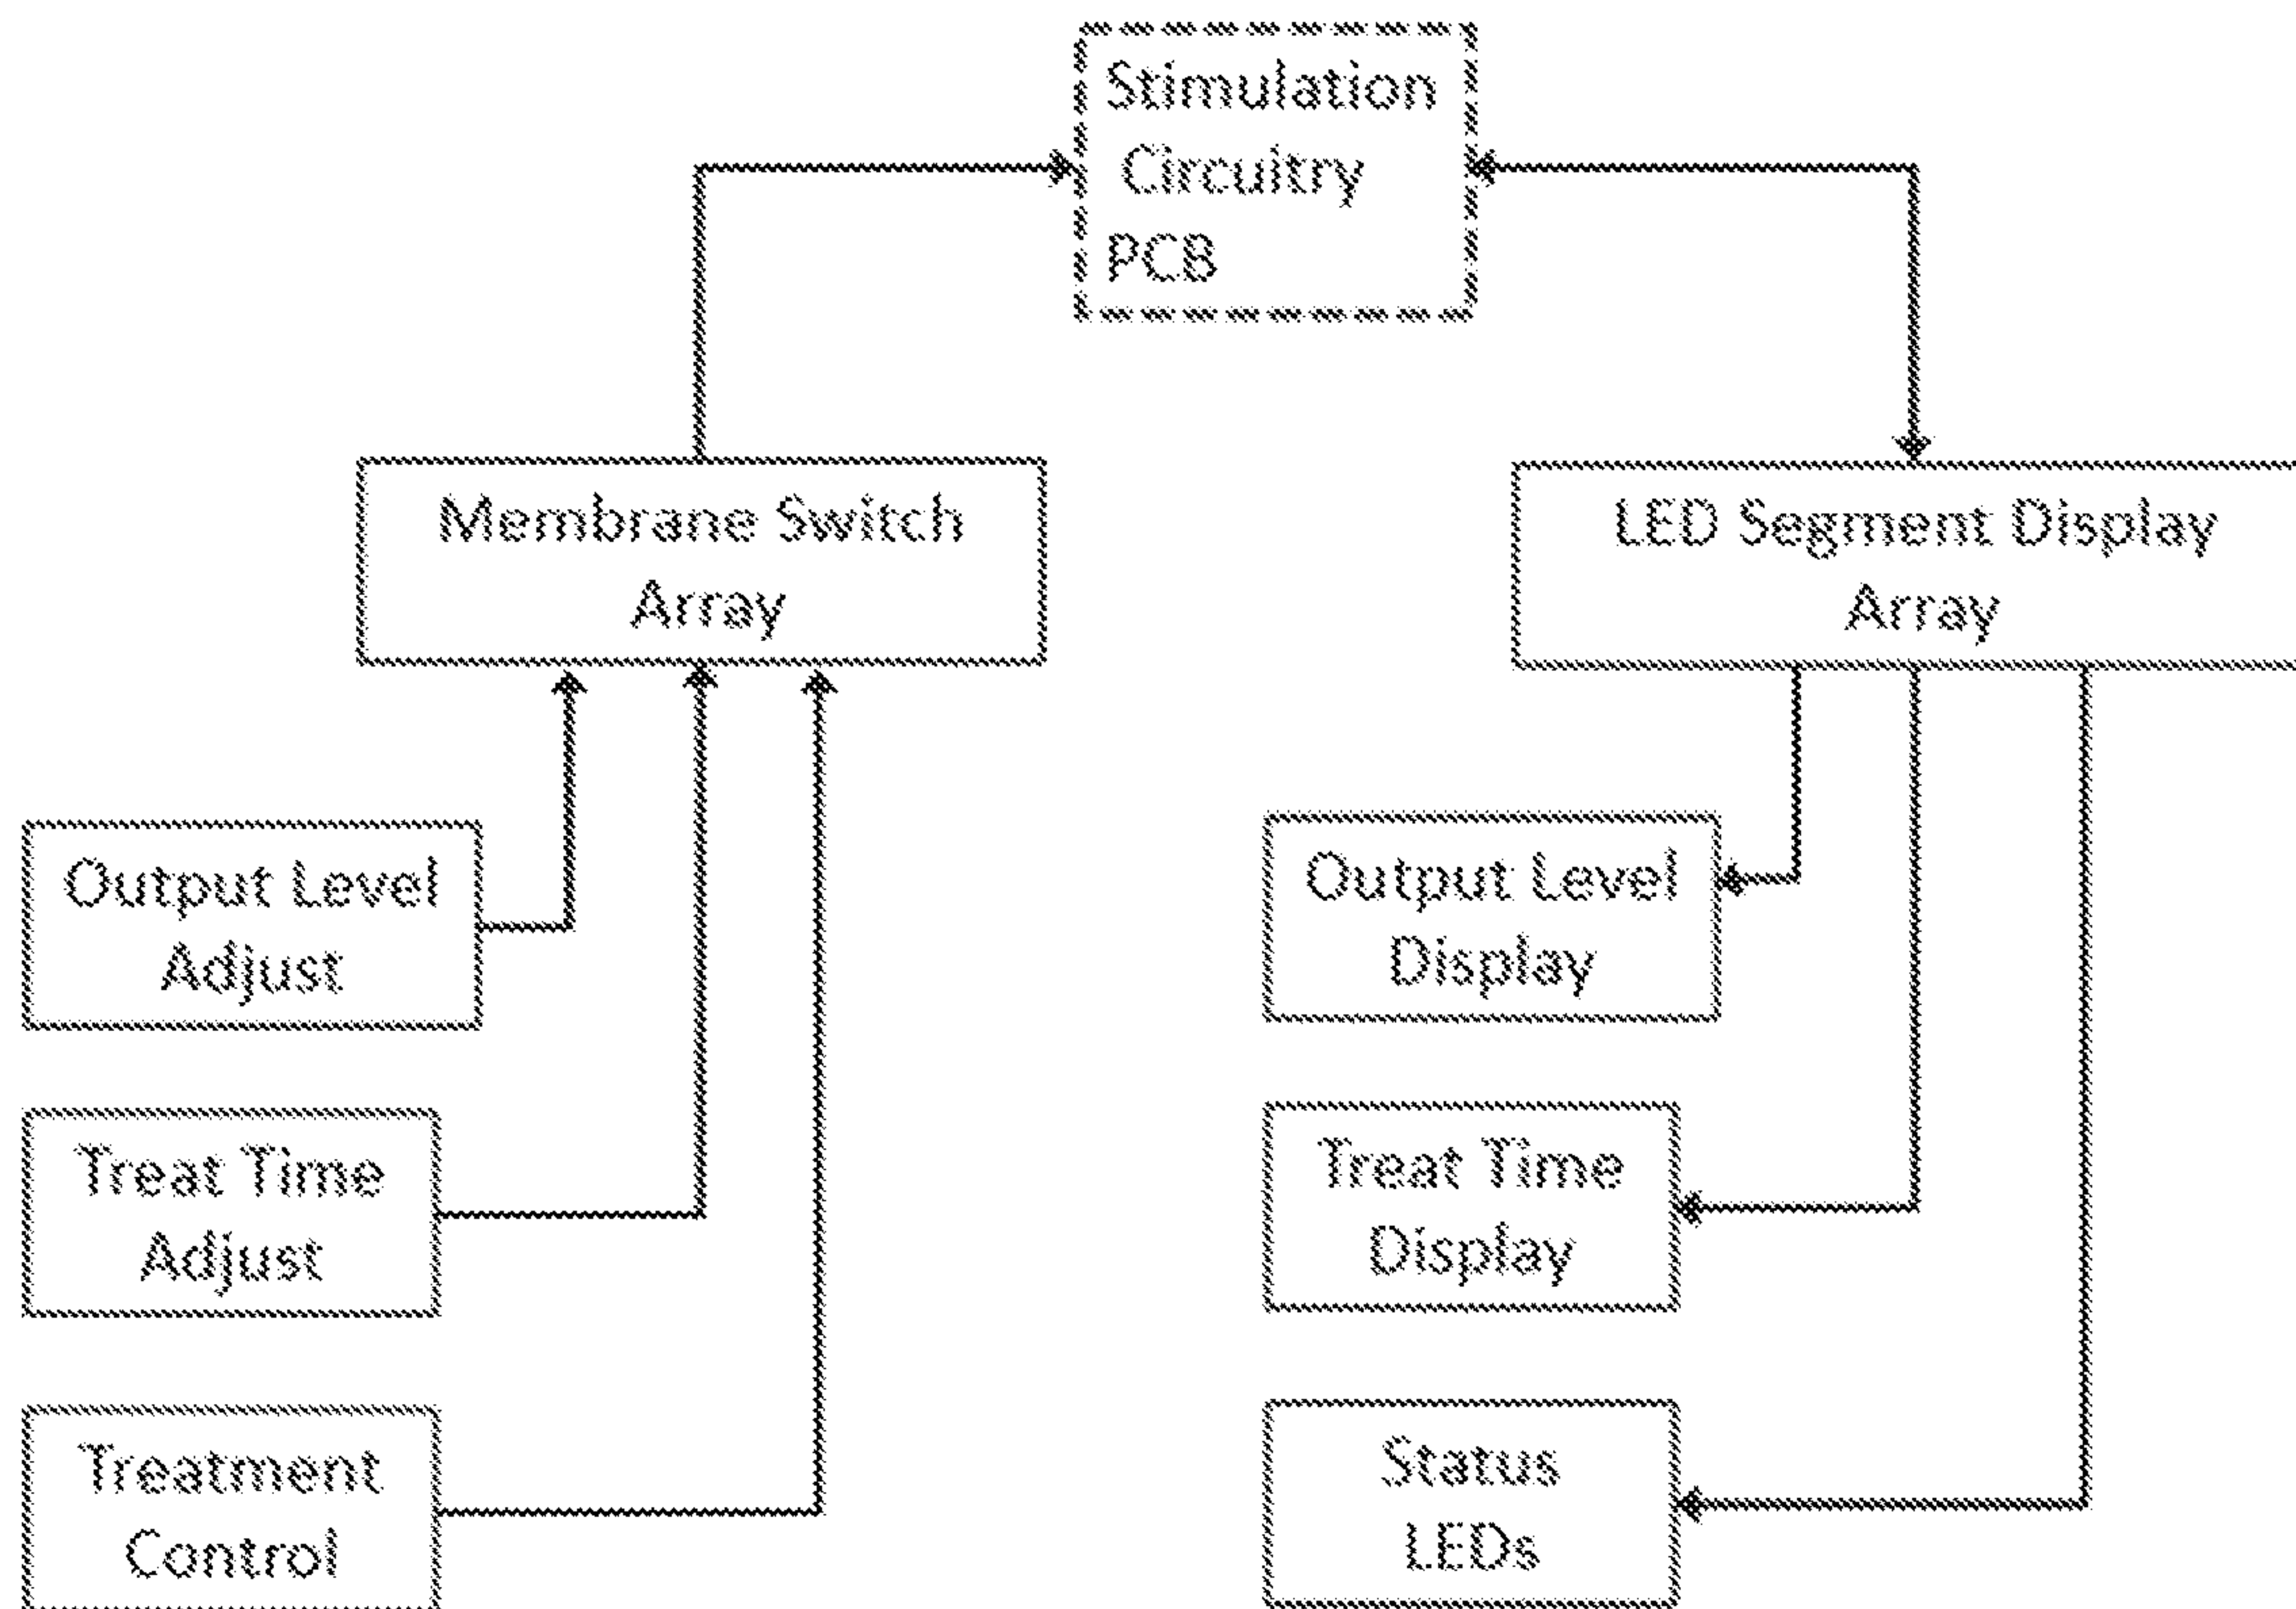 Stimulation
Circuitry
PCB
Membrane Switch
Array
LED Segment Display
Array
Output Level
Adjust
Output Level
Display
Treat Time
Adjust
Treat Time
Display
Treatment
Control
Status
LEDs